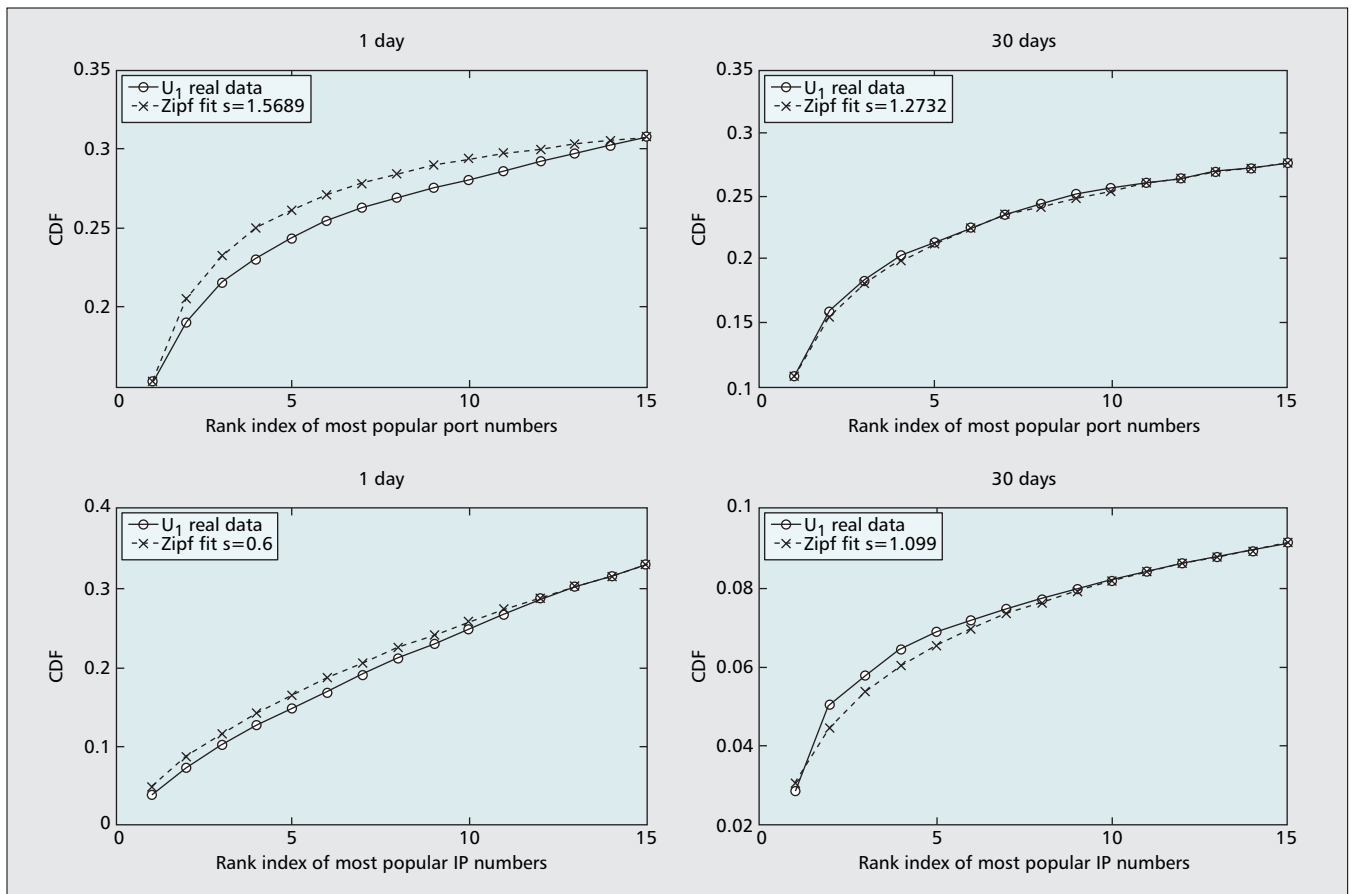 1 day
0.35
0.3
0.25
0.2
CDF
U1 real data
Zipf fit s=1.5689
0
5
10
15
Rank index of most popular port numbers
30 days
0.35
0.3
0.25
0.2
0.15
0.1
CDF
U1 real data
Zipf fit s=1.2732
0
5
10
15
Rank index of most popular port numbers
1 day
0.4
0.3
0.2
0.1
0
CDF
U1 real data
Zipf fit s=0.6
0
5
10
15
Rank index of most popular IP numbers
30 days
0.1
0.08
0.06
0.04
0.02
CDF
U1 real data
Zipf fit s=1.099
0
5
10
15
Rank index of most popular IP numbers